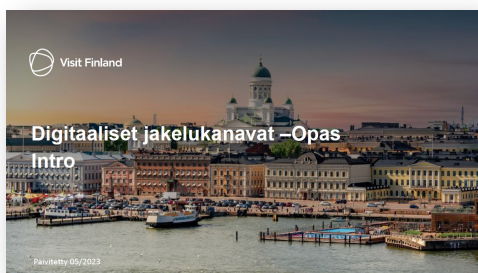 Visit Finland
Digitaaliset jakelukanavat –Opas
Intro
Päivitetty 05/2023